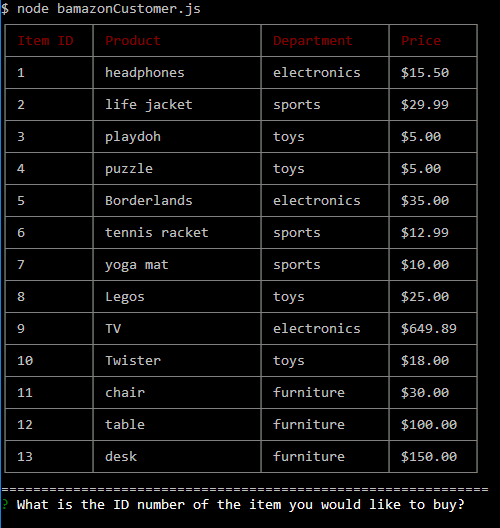 $ node bamazonCustomer.js
Item ID Product Department Price
1 headphones electronics $15.50
2 life jacket sports $29.99
3 playdoh toys $5.00
4 puzzle toys $5.00
5 Borderlands electronics $35.00
6 tennis racket sports $12.99
7 yoga mat sports $10.00
8 Legos toys $25.00
9 TV electronics $649.89
10 Twister toys $18.00
11 chair furniture $30.00
12 table furniture $100.00
13 desk furniture $150.00
=============================================================
? What is the ID number of the item you would like to buy?